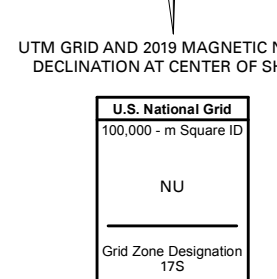 UTM GRID AND 2019 MAGNETIC
DECLINATION AT CENTER OF
U.S. National Grid
100,000 - m Square ID
NU
Grid Zone Designation
17S